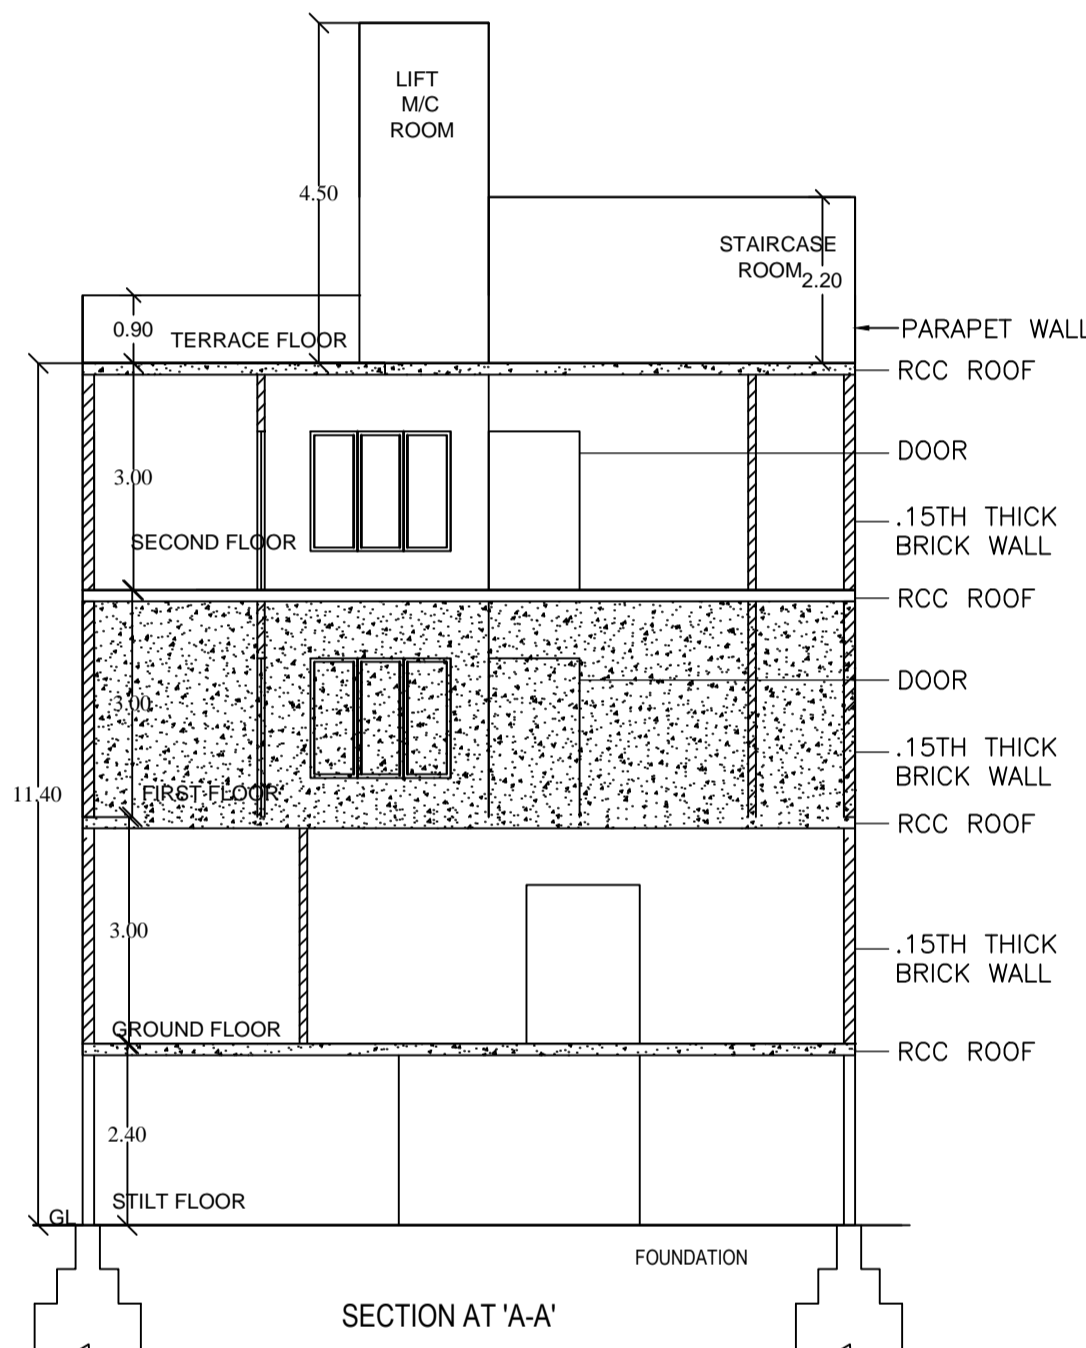 LIFT
M/C
ROOM
4.50
STAIRCASE
ROOM
2.20
0.90
TERRACE FLOOR
PARAPET WALL
RCC ROOF
3.00
DOOR
SECOND FLOOR
.15TH THICK
BRICK WALL
RCC ROOF
3.00
DOOR
11.40
FIRST FLOOR
.15TH THICK
BRICK WALL
RCC ROOF
3.00
.15TH THICK
BRICK WALL
GROUND FLOOR
RCC ROOF
2.40
STILT FLOOR
GL
FOUNDATION
SECTION AT 'A-A'